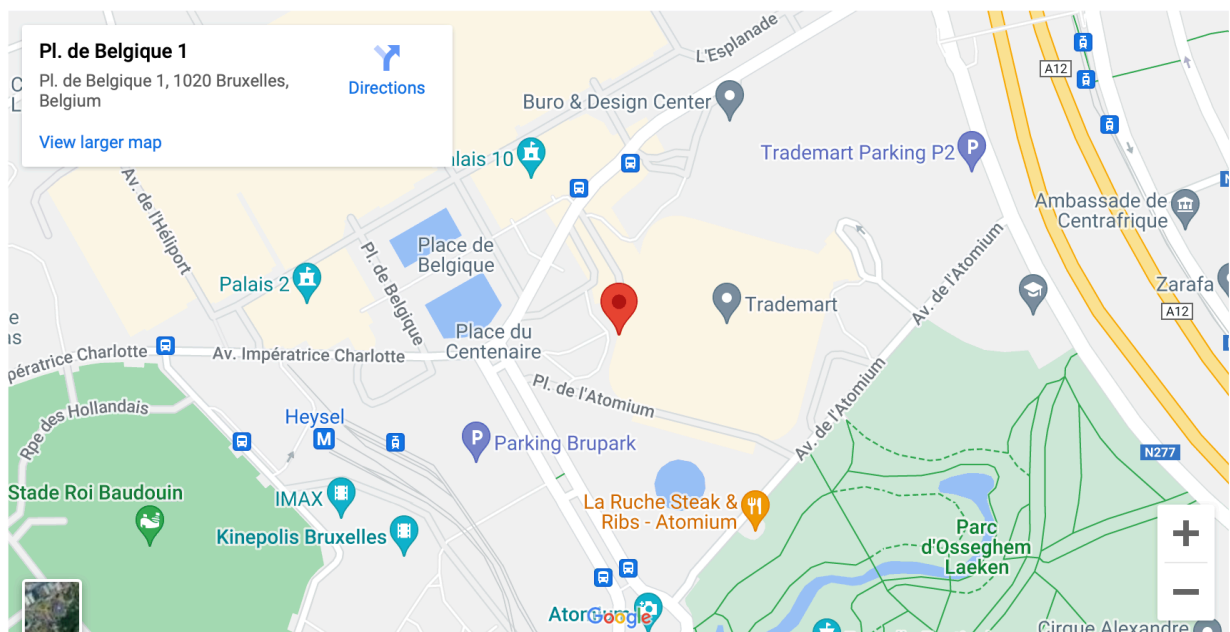 Pl. de Belgique 1
Pl. de Belgique 1, 1020 Bruxelles,
Belgium
Directions
View larger map
L'Esplanade
A12
Buro & Design Center
Trademart Parking P2
P
alais 10
Av. de l'Héliport
Ambassade de
Centrafrique
Place de
Belgique
Pl. de Belgique
Palais 2
Av. de l'Atomium
Trademart
Zarafa
A12
Place du
Centenaire
pératrice Charlotte
Av. Impératrice Charlotte
Pl. de l'Atomium
Av. de l'Atomium
Rpe des Hollandais
Heysel
M
P
Parking Brupark
N277
Stade Roi Baudouin
IMAX
La Ruche Steak &
Ribs - Atomium
Kinepolis Bruxelles
Parc
d'Osseghem
Laeken
Google
Cirque Alexandre